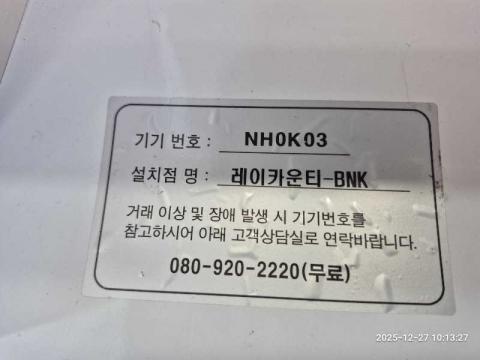 기기 번호 : NH0K03
설치점 명 : 레이카운티-BNK
거래 이상 및 장애 발생 시 기기번호를
참고하시어 아래 고객상담실로 연락바랍니다.
080-920-2220(무료)
2025-12-27 10:13:27